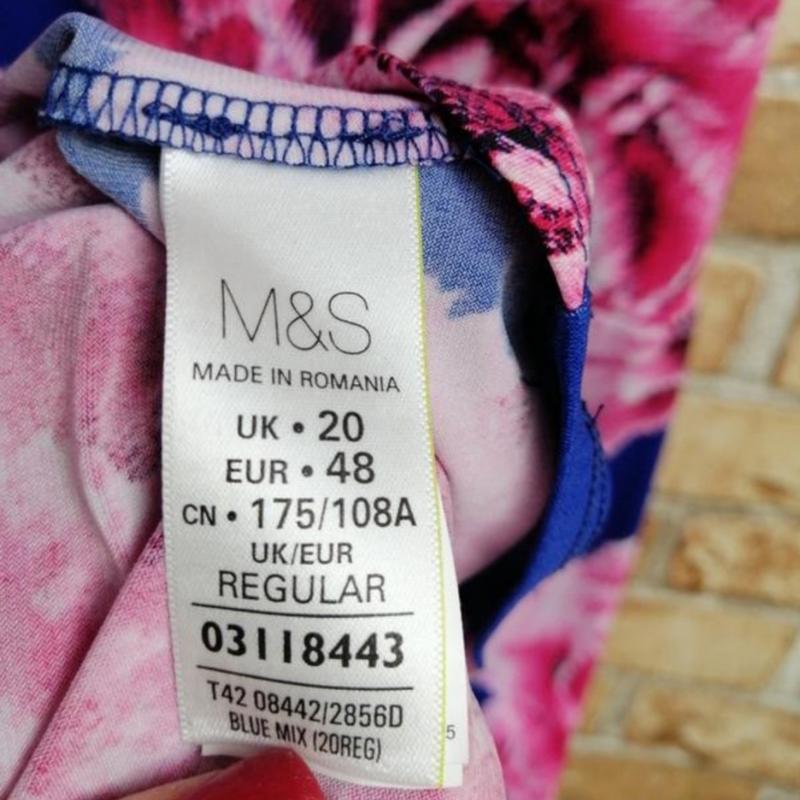 M&S
MADE IN ROMANIA
UK • 20
EUR • 48
CN • 175/108A
UK/EUR
REGULAR
03118443
T42 08442/2856D
BLUE MIX (20REG)
5